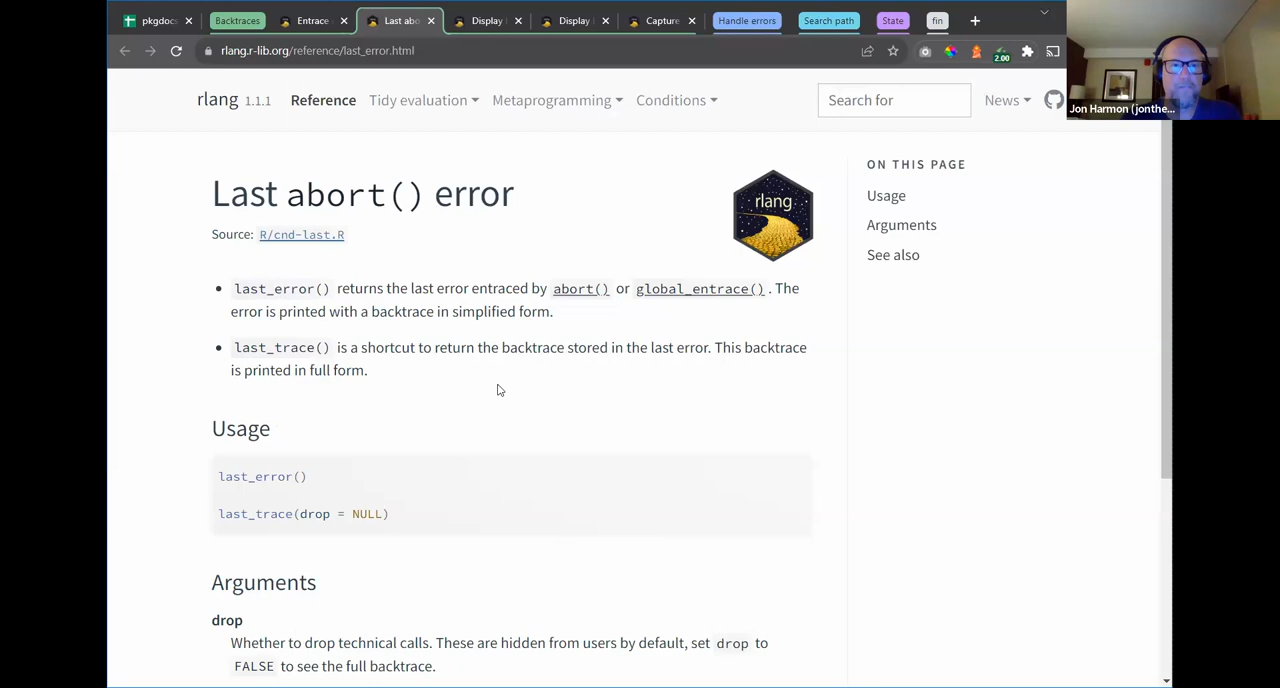 pkgdocs
Backtraces
Entrace
Last abo
Display
Display
Capture
Handle errors
Search path
State
fin
rlang.r-lib.org/reference/last_error.html
2.00
rlang 1.1.1 Reference Tidy evaluation Metaprogramming Conditions Search for News
Jon Harmon (jonthe...
Last abort() error
rlang
Source: R/cnd-last.R
last_error() returns the last error entraced by abort() or global_entrace() . The
error is printed with a backtrace in simplified form.
last_trace() is a shortcut to return the backtrace stored in the last error. This backtrace
is printed in full form.
Usage
last_error()
last_trace(drop = NULL)
Arguments
drop
Whether to drop technical calls. These are hidden from users by default, set drop to
FALSE to see the full backtrace.
ON THIS PAGE
Usage
Arguments
See also